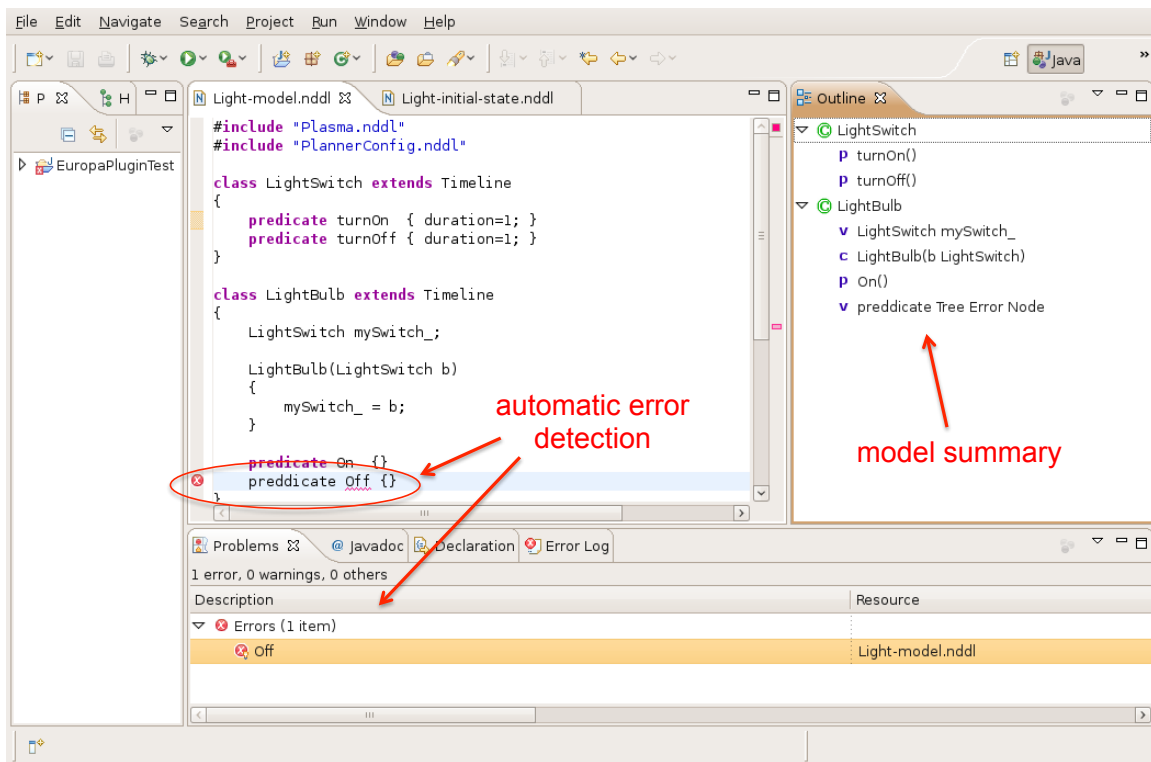 File Edit Navigate Search Project Run Window Help
Java »
P H
EuropaPluginTest
Light-model.nddl Light-initial-state.nddl
#include "Plasma.nddl"
#include "PlannerConfig.nddl"
class LightSwitch extends Timeline
{
predicate turnOn { duration=1; }
predicate turnOff { duration=1; }
}
class LightBulb extends Timeline
{
LightSwitch mySwitch_;
LightBulb(LightSwitch b)
{
mySwitch_ = b;
}
predicate On {}
preddicate Off {}
}
automatic error
detection
Outline
C LightSwitch
P turnOn()
P turnOff()
C LightBulb
v LightSwitch mySwitch_
c LightBulb(b LightSwitch)
P On()
v preddicate Tree Error Node
model summary
Problems @ Javadoc Declaration Error Log
1 error, 0 warnings, 0 others
Description Resource
Errors (1 item)
Off Light-model.nddl